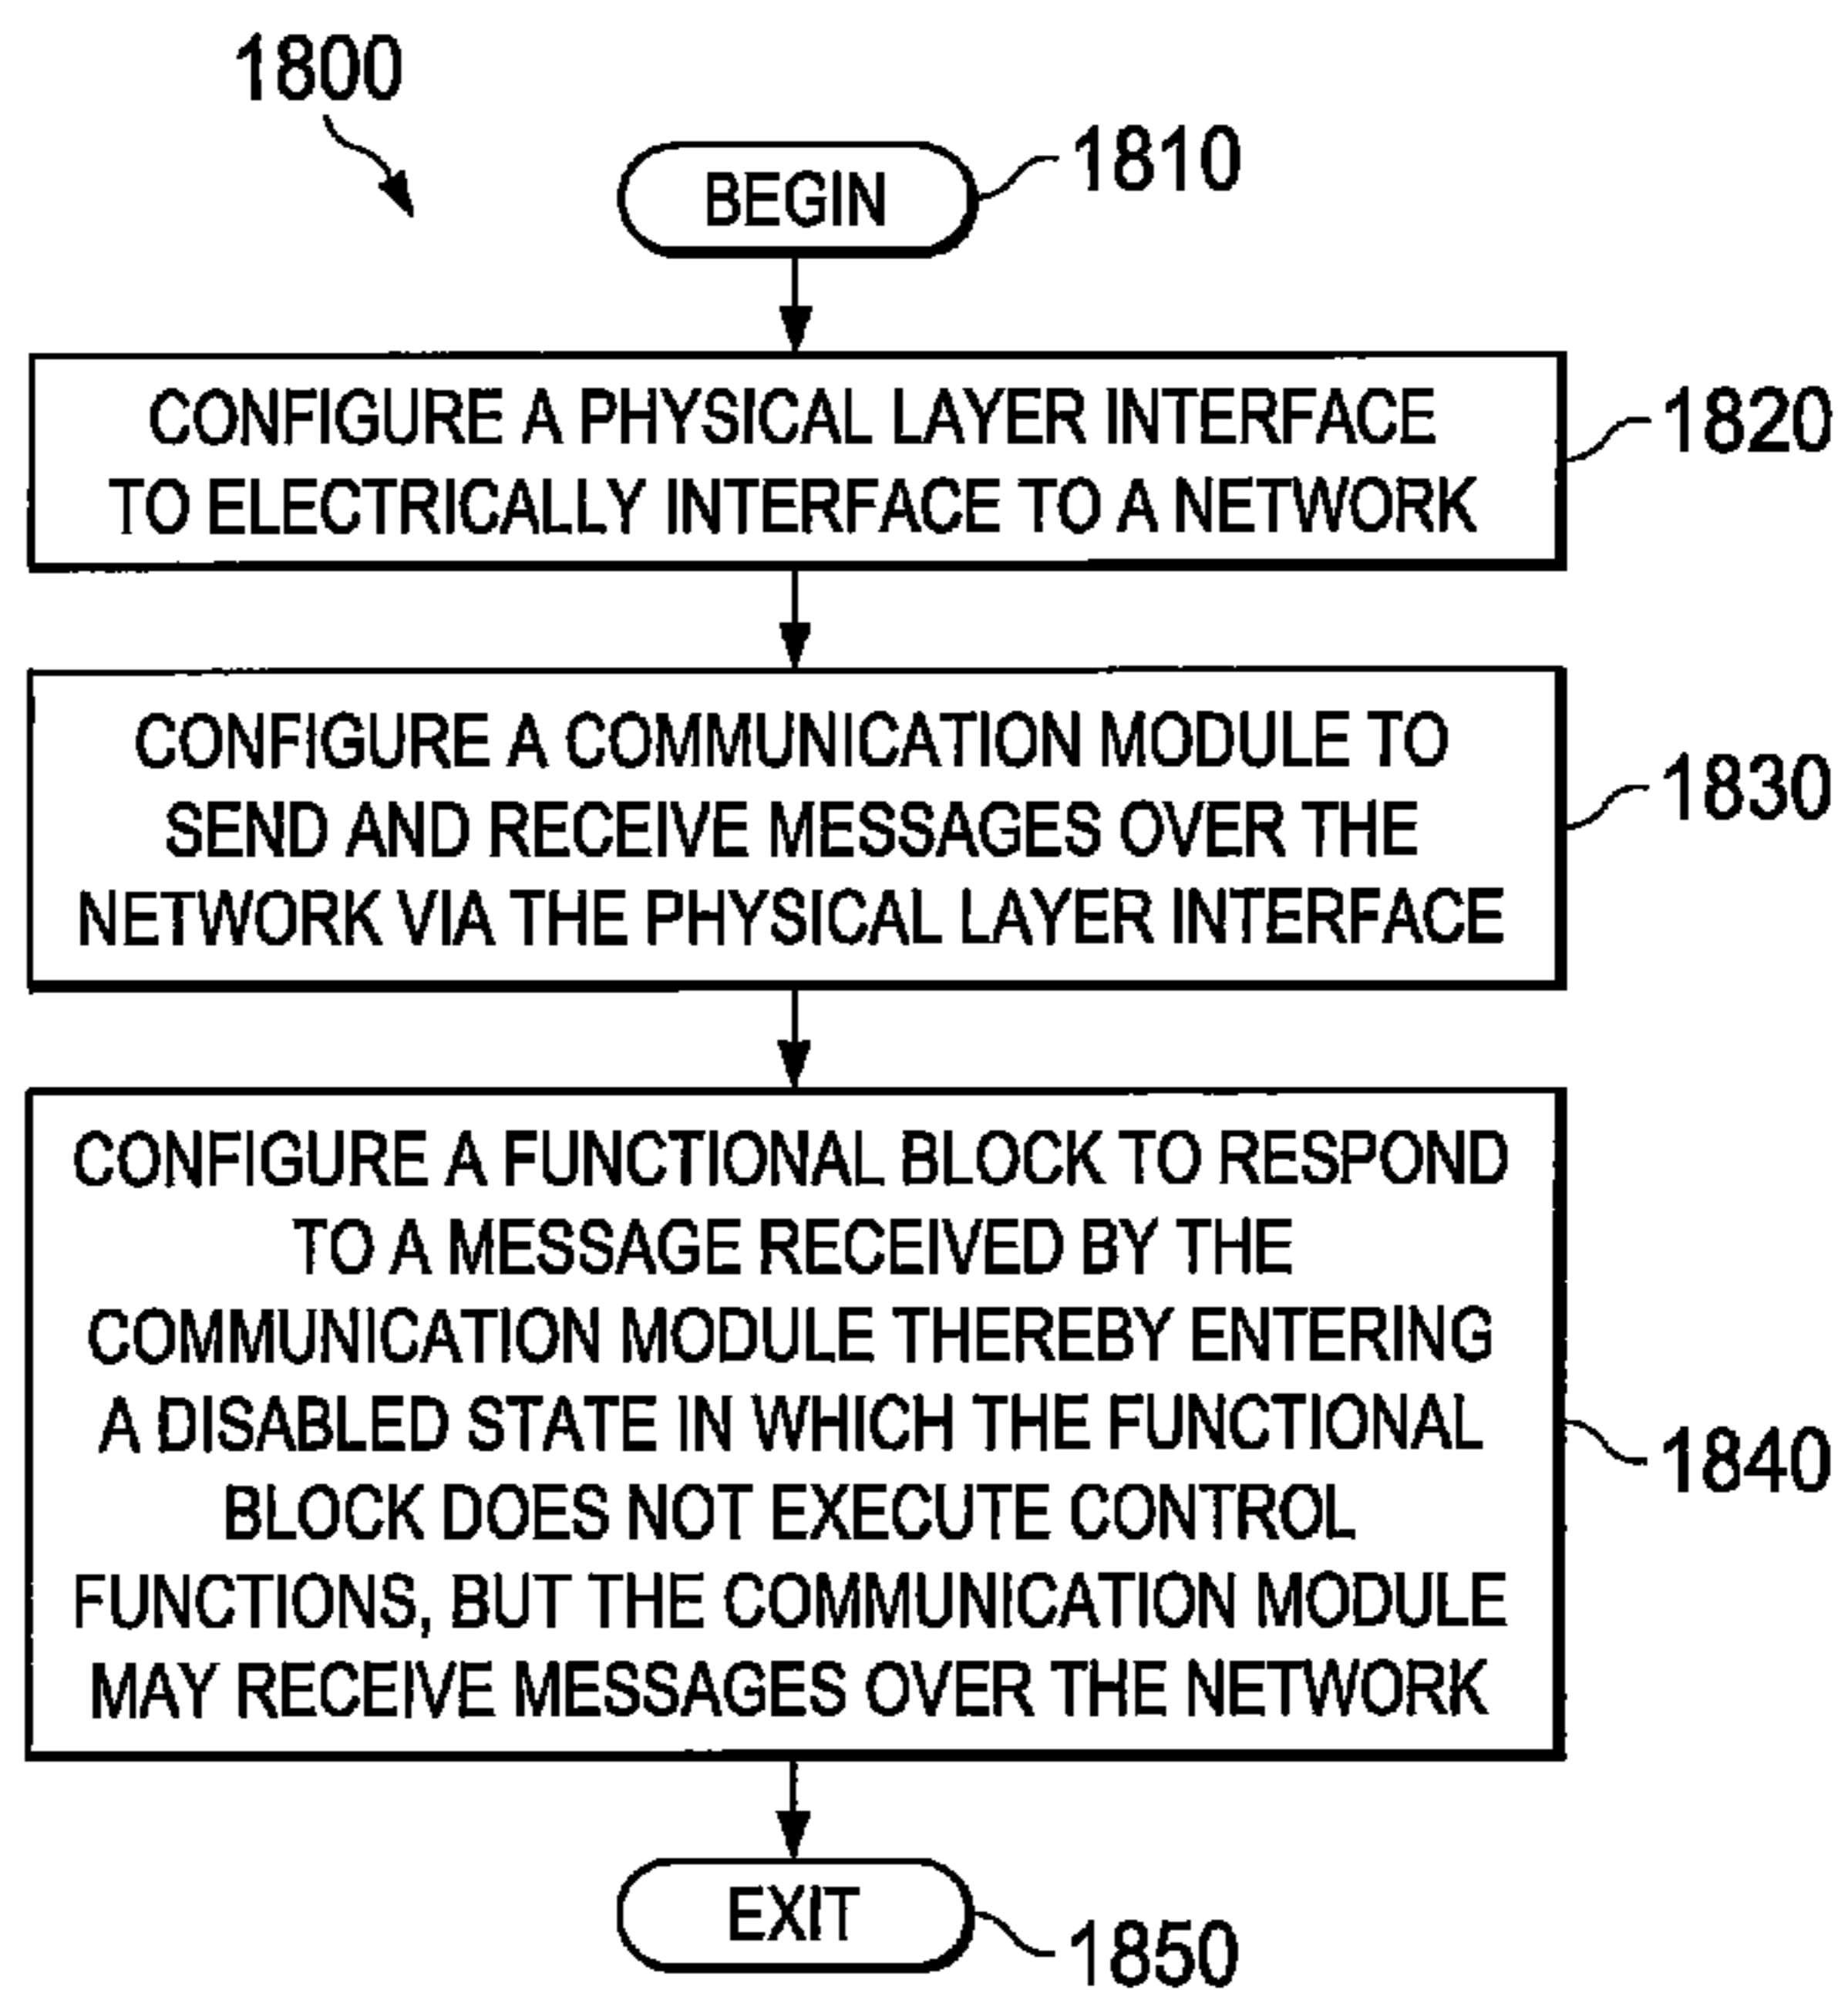 1800
BEGIN
1810
CONFIGURE A PHYSICAL LAYER INTERFACE
TO ELECTRICALLY INTERFACE TO A NETWORK
1820
CONFIGURE A COMMUNICATION MODULE TO
SEND AND RECEIVE MESSAGES OVER THE
NETWORK VIA THE PHYSICAL LAYER INTERFACE
1830
CONFIGURE A FUNCTIONAL BLOCK TO RESPOND
TO A MESSAGE RECEIVED BY THE
COMMUNICATION MODULE THEREBY ENTERING
A DISABLED STATE IN WHICH THE FUNCTIONAL
BLOCK DOES NOT EXECUTE CONTROL
FUNCTIONS, BUT THE COMMUNICATION MODULE
MAY RECEIVE MESSAGES OVER THE NETWORK
1840
EXIT
1850